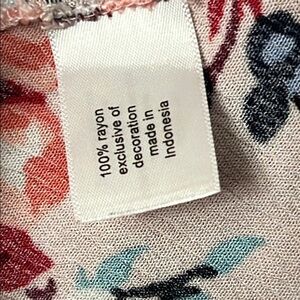 100% rayon
exclusive of
decoration
made in
Indonesia